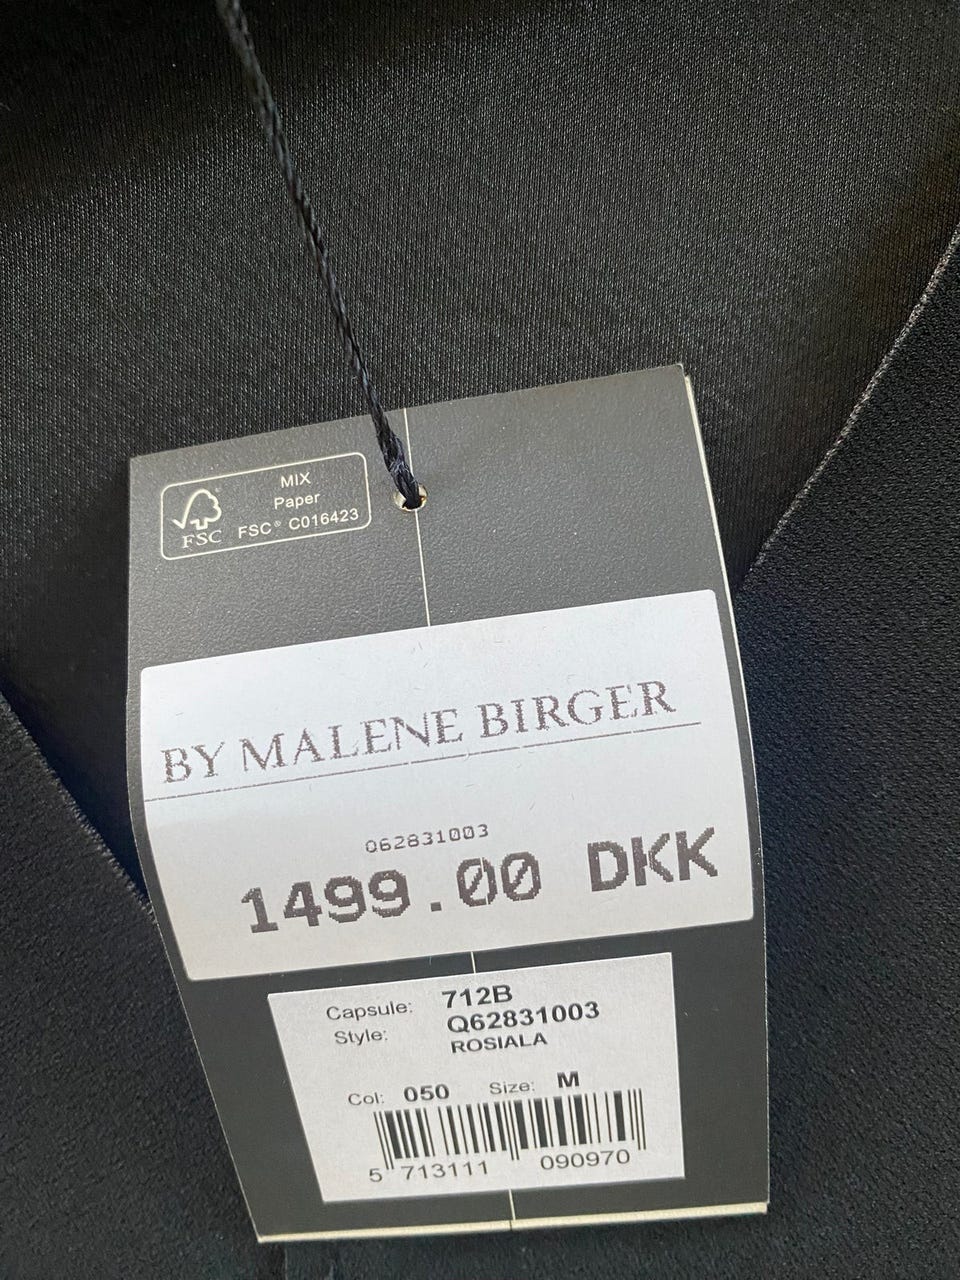 MIX
Paper
FSC FSC® C016423
BY MALENE BIRGER
Q62831003
1499.00 DKK
Capsule: 712B
Style: Q62831003
ROSIALA
Col: 050 Size: M
5 713111 090970